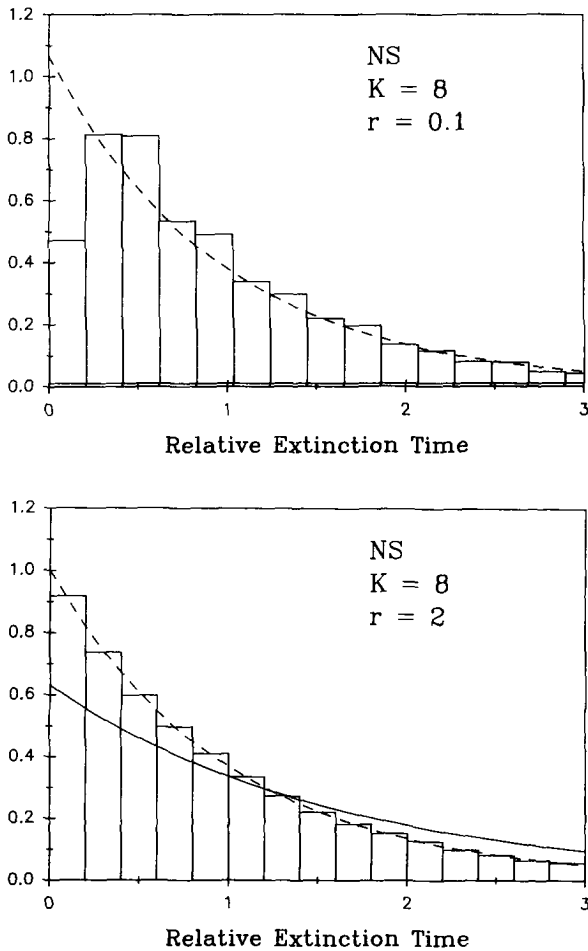 1.2
1.0
0.8
0.6
0.4
0.2
0.0
NS
K = 8
r = 0.1
0 1 2 3
Relative Extinction Time
1.2
1.0
0.8
0.6
0.4
0.2
0.0
NS
K = 8
r = 2
0 1 2 3
Relative Extinction Time